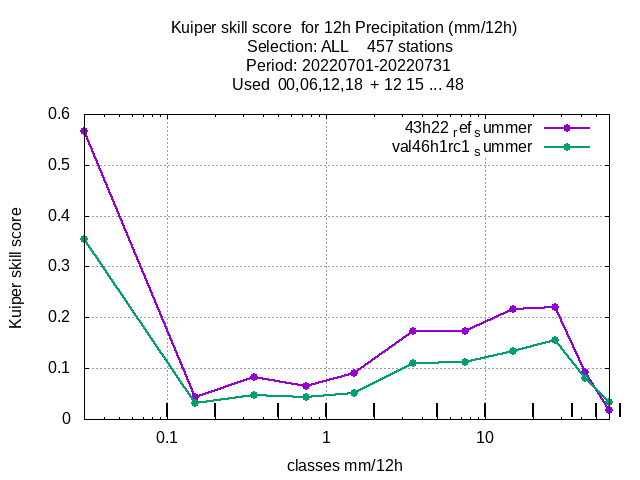 Kuiper skill score  for 12h Precipitation (mm/12h)
Selection: ALL    457 stations
Period: 20220701-20220731
Used  00,06,12,18  + 12 15 ... 48
43h22refsummer
val46h1rc1summer
Kuiper skill score
0.6
0.5
0.4
0.3
0.2
0.1
0
0.1 1 10
classes mm/12h